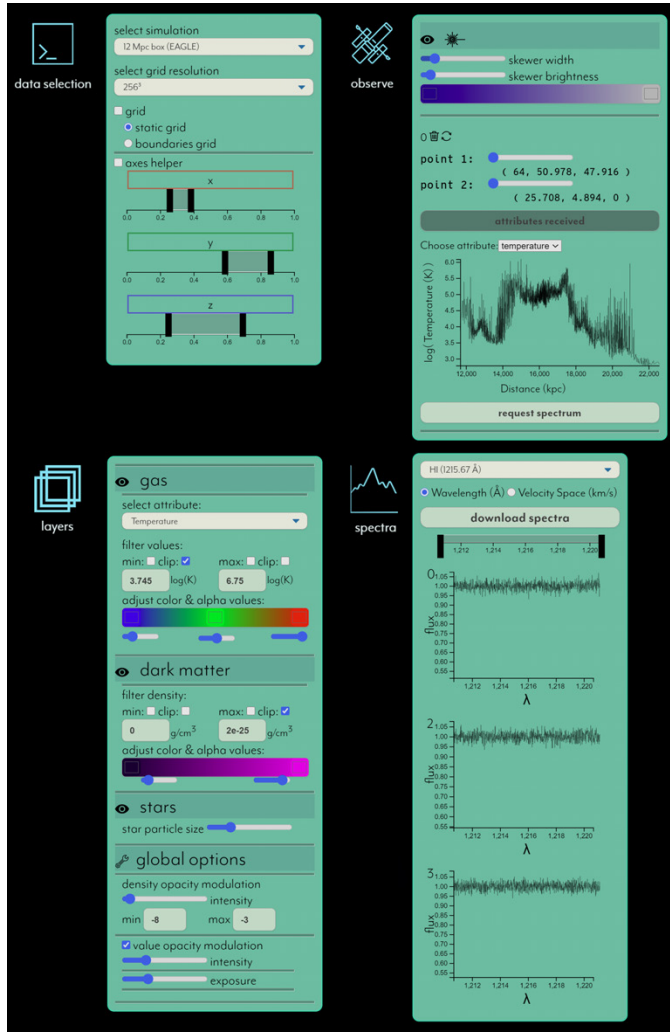 data selection
select simulation
12 Mpc box (EAGLE)
select grid resolution
256³
grid
static grid
boundaries grid
axes helper
x
0.0 0.2 0.4 0.6 0.8 1.0
y
0.0 0.2 0.4 0.6 0.8 1.0
z
0.0 0.2 0.4 0.6 0.8 1.0
observe
skewer width
skewer brightness
0
point 1:
( 64, 50.978, 47.916 )
point 2:
( 25.708, 4.894, 0 )
attributes received
Choose attribute: temperature
log( Temperature (K) )
6.0
5.5
5.0
4.5
4.0
3.5
3.0
12,000 14,000 16,000 18,000 20,000 22,000
Distance (kpc)
request spectrum
layers
gas
select attribute:
Temperature
filter values:
min: clip: max: clip:
3.745 log(K) 6.75 log(K)
adjust color & alpha values:
dark matter
filter density:
min: clip: max: clip:
0 g/cm³ 2e-25 g/cm³
adjust color & alpha values:
stars
star particle size
global options
density opacity modulation
intensity
min -8 max -3
value opacity modulation
intensity
exposure
spectra
HI (1215.67 Å)
Wavelength (Å) Velocity Space (km/s)
download spectra
1,212 1,214 1,216 1,218 1,220
0
flux
1.05
1.00
0.95
0.90
0.85
0.80
0.75
0.70
0.65
0.60
0.55
1,212 1,214 1,216 1,218 1,220
λ
2
flux
1.05
1.00
0.95
0.90
0.85
0.80
0.75
0.70
0.65
0.60
0.55
1,212 1,214 1,216 1,218 1,220
λ
3
flux
1.05
1.00
0.95
0.90
0.85
0.80
0.75
0.70
0.65
0.60
0.55
1,212 1,214 1,216 1,218 1,220
λ